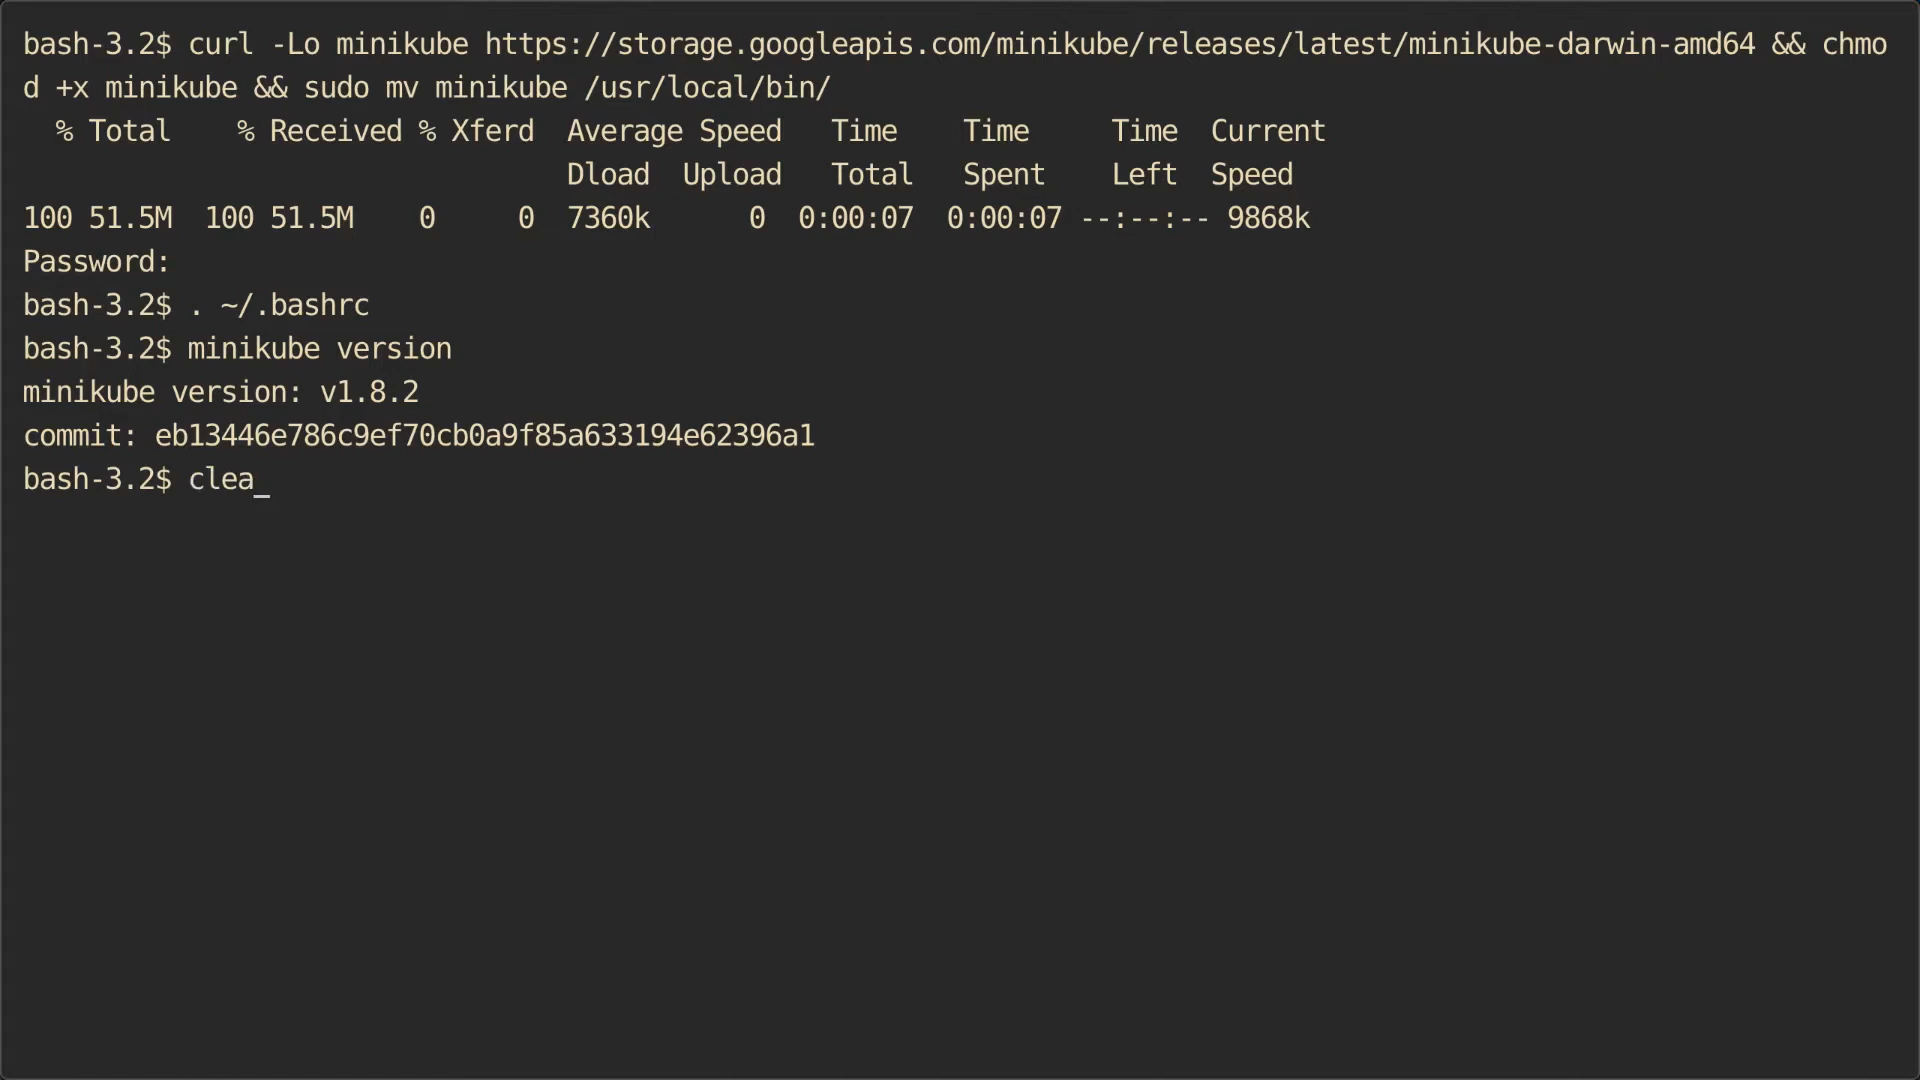 bash-3.2$ curl -Lo minikube https://storage.googleapis.com/minikube/releases/latest/minikube-darwin-amd64 && chmo
d +x minikube && sudo mv minikube /usr/local/bin/
  % Total    % Received % Xferd  Average Speed   Time    Time     Time  Current
                                 Dload  Upload   Total   Spent    Left  Speed
100 51.5M  100 51.5M    0     0  7360k      0  0:00:07  0:00:07 --:--:-- 9868k
Password:
bash-3.2$ . ~/.bashrc
bash-3.2$ minikube version
minikube version: v1.8.2
commit: eb13446e786c9ef70cb0a9f85a633194e62396a1
bash-3.2$ clea_